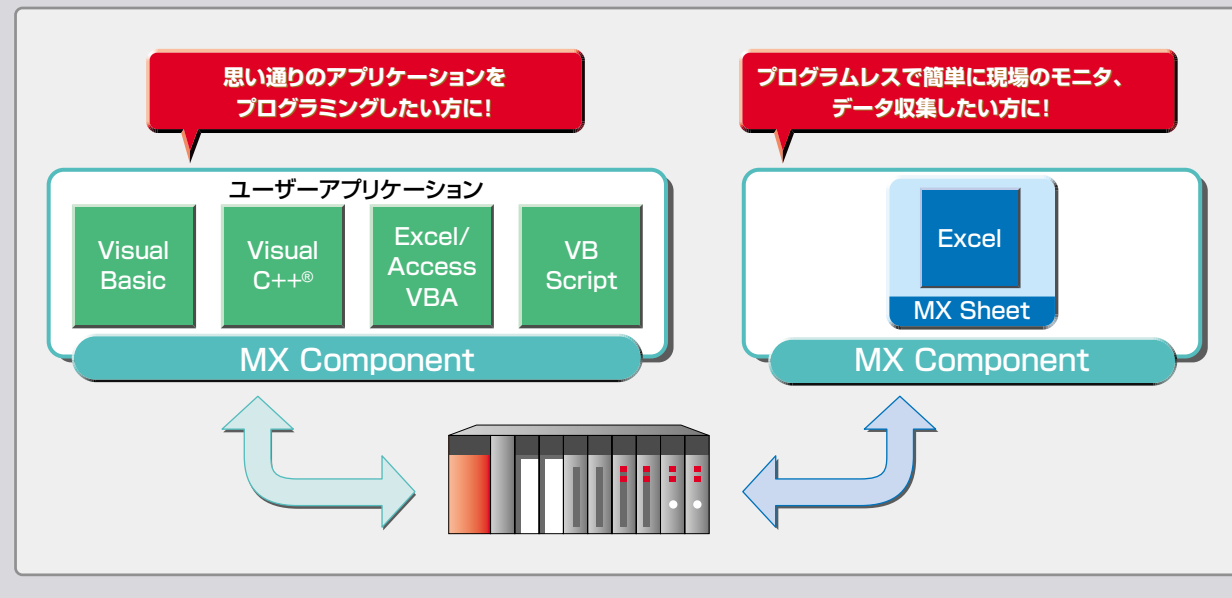 思い通りのアプリケーションを
プログラミングしたい方に!
ユーザーアプリケーション
Visual
Basic
Visual
C++®
Excel/
Access
VBA
VB
Script
MX Component
プログラムレスで簡単に現場のモニタ、
データ収集したい方に!
Excel
MX Sheet
MX Component